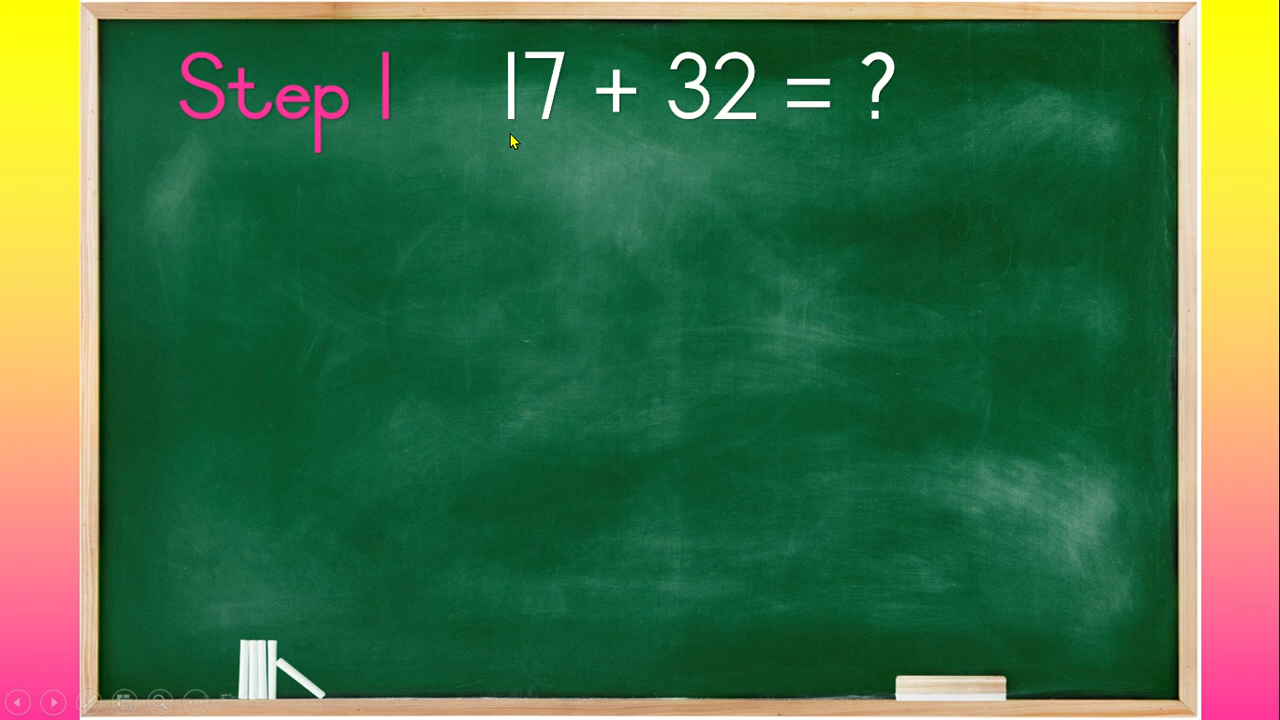 Step 1 17 + 32 = ?